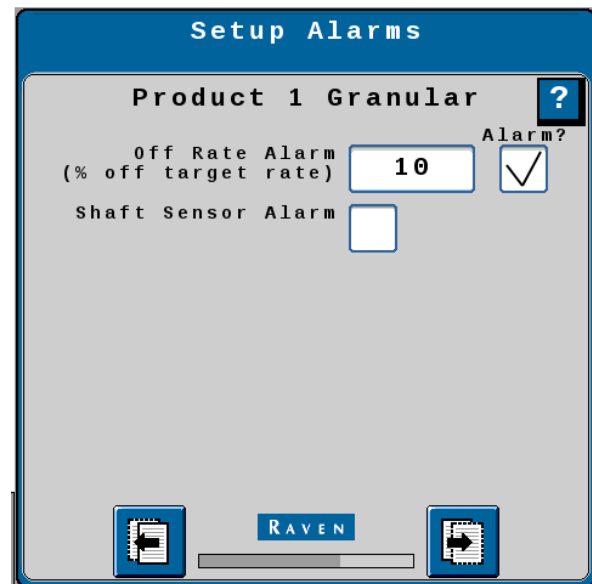 Setup Alarms
Product 1 Granular
?
Alarm?
Off Rate Alarm
(% off target rate)
10
Shaft Sensor Alarm
RAVEN